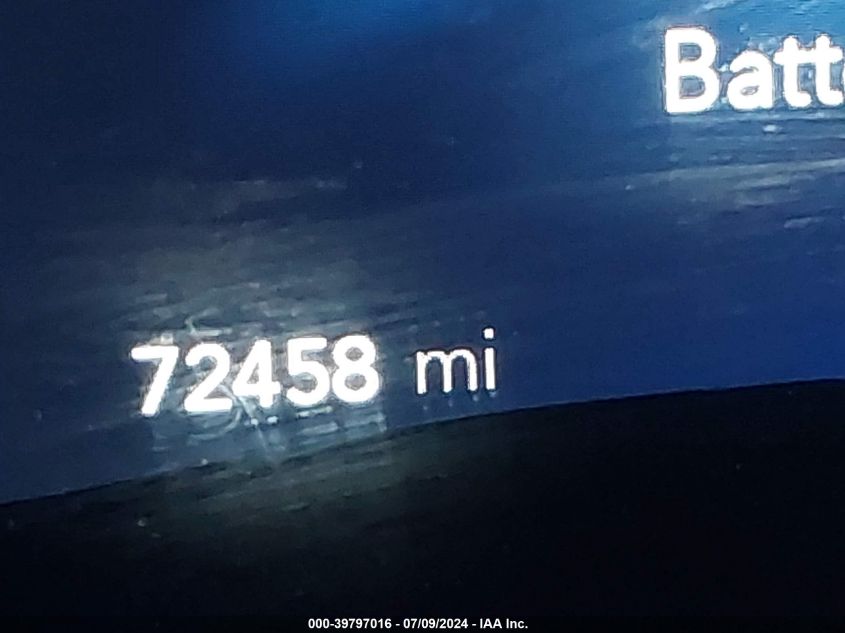 Batt
72458 mi
000-39797016 - 07/09/2024 - IAA Inc.